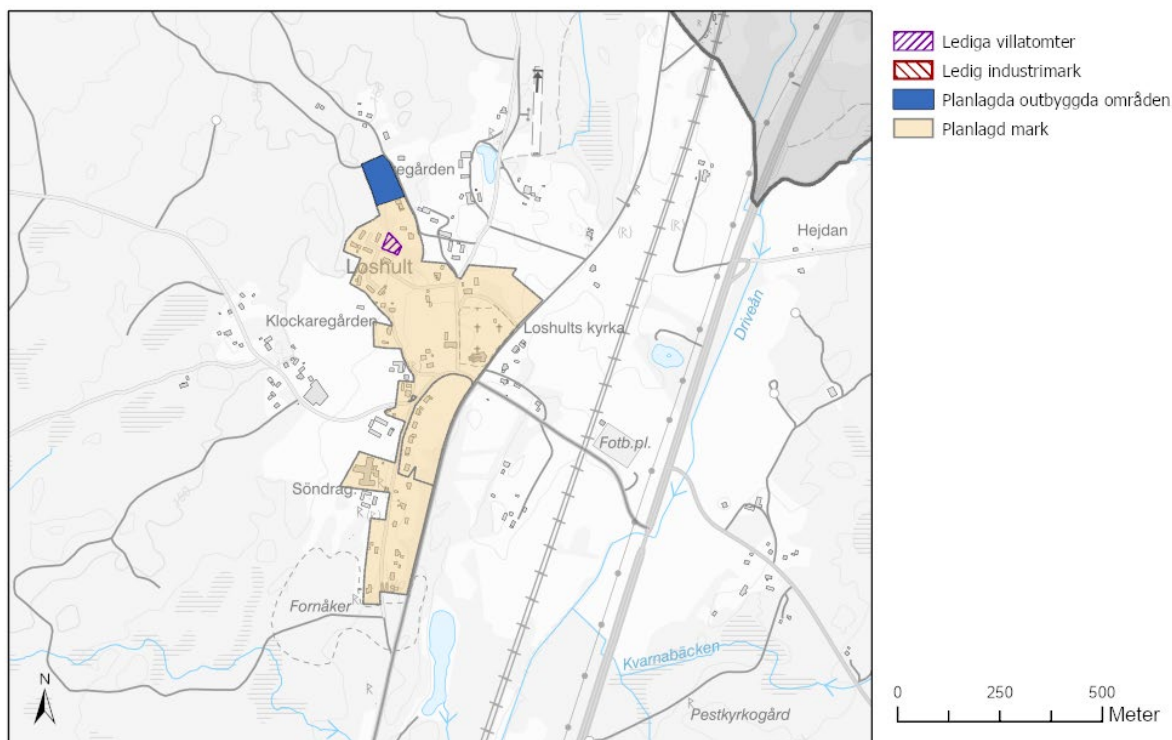 Lediga villatomter
Ledig industrimark
Planlagda outbyggda områden
Planlagd mark
egården
Hejdan
Loshult
Klockaregården
Loshults kyrka
Driveån
(R)
Fotb.pl.
Söndrag.
Fornåker
Kvarnabäcken
Pestkyrkogård
N
0 250 500
Meter